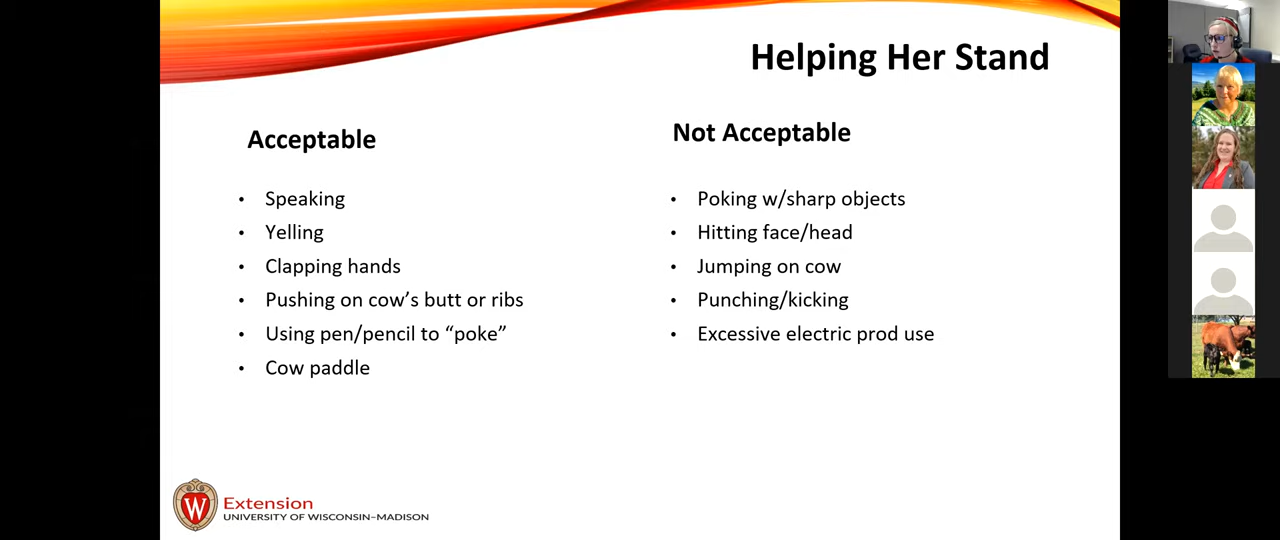 Helping Her Stand
Acceptable
• Speaking
• Yelling
• Clapping hands
• Pushing on cow’s butt or ribs
• Using pen/pencil to “poke”
• Cow paddle
Not Acceptable
• Poking w/sharp objects
• Hitting face/head
• Jumping on cow
• Punching/kicking
• Excessive electric prod use
W
Extension
UNIVERSITY OF WISCONSIN–MADISON